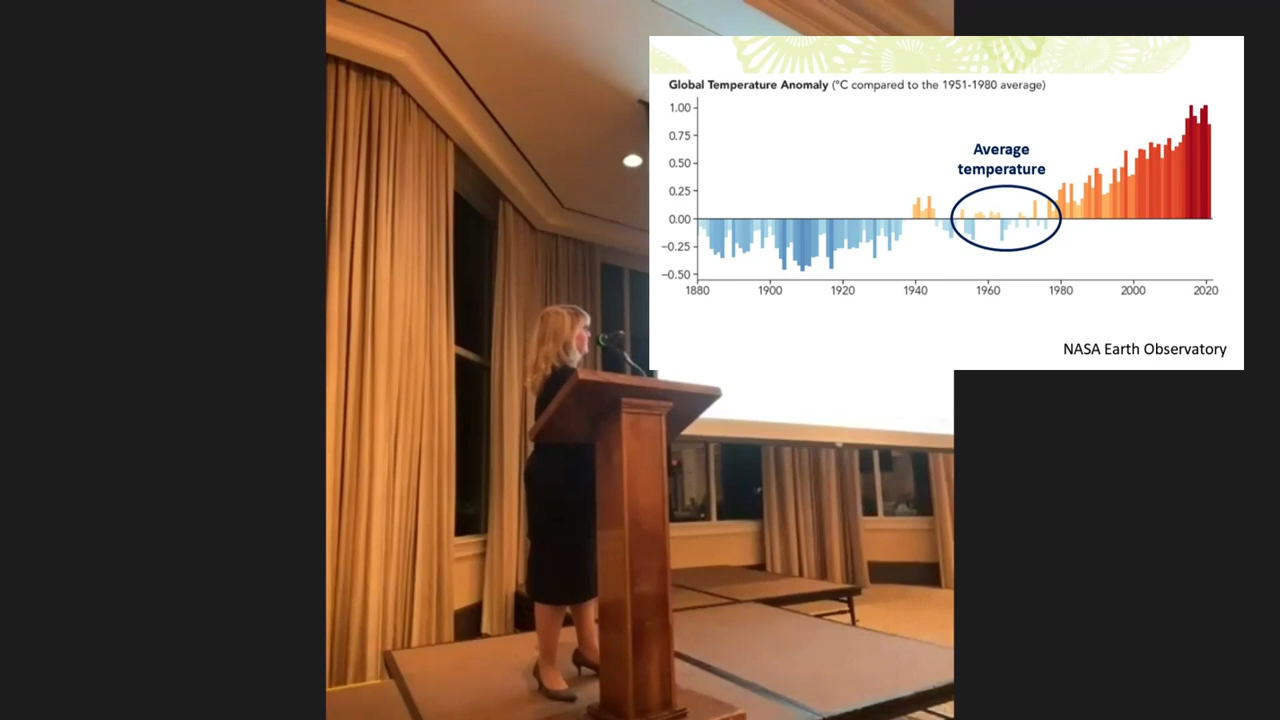 Global Temperature Anomaly (°C compared to the 1951-1980 average)
1.00
0.75
0.50
0.25
0.00
−0.25
−0.50
Average
temperature
1880 1900 1920 1940 1960 1980 2000 2020
NASA Earth Observatory